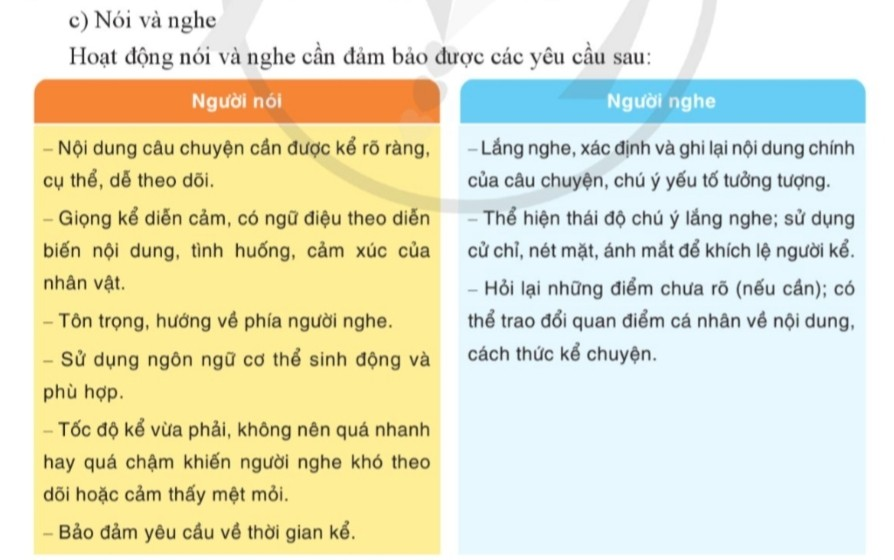 c) Nói và nghe
Hoạt động nói và nghe cần đảm bảo được các yêu cầu sau:
Người nói
– Nội dung câu chuyện cần được kể rõ ràng,
cụ thể, dễ theo dõi.
– Giọng kể diễn cảm, có ngữ điệu theo diễn
biến nội dung, tình huống, cảm xúc của
nhân vật.
– Tôn trọng, hướng về phía người nghe.
– Sử dụng ngôn ngữ cơ thể sinh động và
phù hợp.
– Tốc độ kể vừa phải, không nên quá nhanh
hay quá chậm khiến người nghe khó theo
dõi hoặc cảm thấy mệt mỏi.
– Bảo đảm yêu cầu về thời gian kể.
Người nghe
– Lắng nghe, xác định và ghi lại nội dung chính
của câu chuyện, chú ý yếu tố tưởng tượng.
– Thể hiện thái độ chú ý lắng nghe; sử dụng
cử chỉ, nét mặt, ánh mắt để khích lệ người kể.
– Hỏi lại những điểm chưa rõ (nếu cần); có
thể trao đổi quan điểm cá nhân về nội dung,
cách thức kể chuyện.